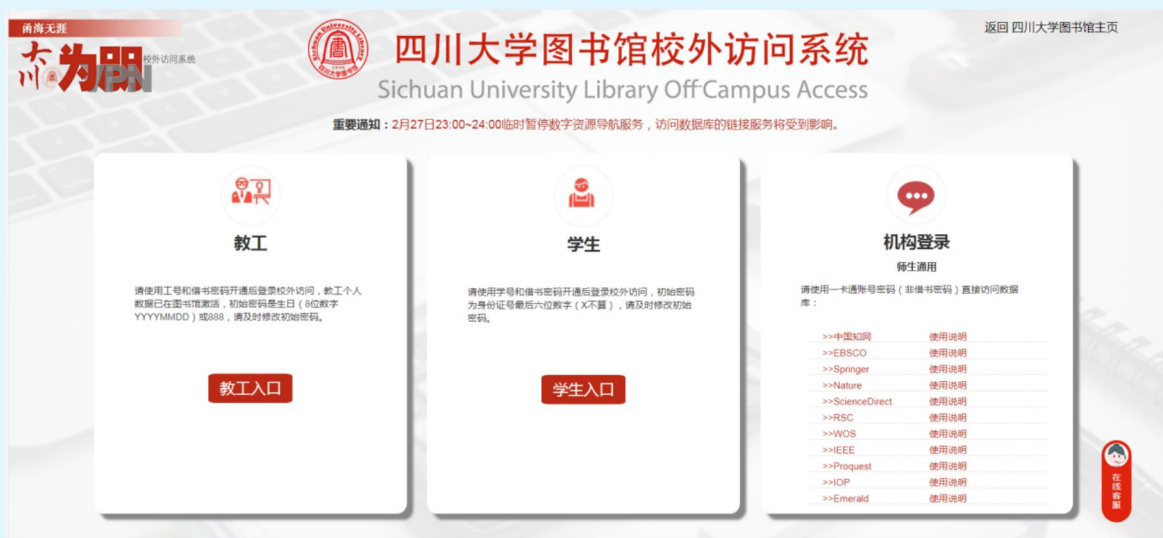 甬海无涯
返回 四川大学图书馆主页
大川为盟
VPN
校外访问系统
四川大学图书馆校外访问系统
Sichuan University Library Off Campus Access
重要通知：2月27日23:00~24:00临时暂停数字资源导航服务，访问数据库的链接服务将受到影响。
教工
请使用工号和借书密码开通后登录校外访问，教工个人
数据已在图书馆激活，初始密码是生日（8位数字
YYYYMMDD）或888，请及时修改初始密码。
教工入口
学生
请使用学号和借书密码开通后登录校外访问，初始密码
为身份证号最后六位数字（X不算），请及时修改初始
密码。
学生入口
机构登录
师生通用
请使用一卡通账号密码（非借书密码）直接访问数据
库：
>>中国知网 使用说明
>>EBSCO 使用说明
>>Springer 使用说明
>>Nature 使用说明
>>ScienceDirect 使用说明
>>RSC 使用说明
>>WOS 使用说明
>>IEEE 使用说明
>>Proquest 使用说明
>>IOP 使用说明
>>Emerald 使用说明
在线客服